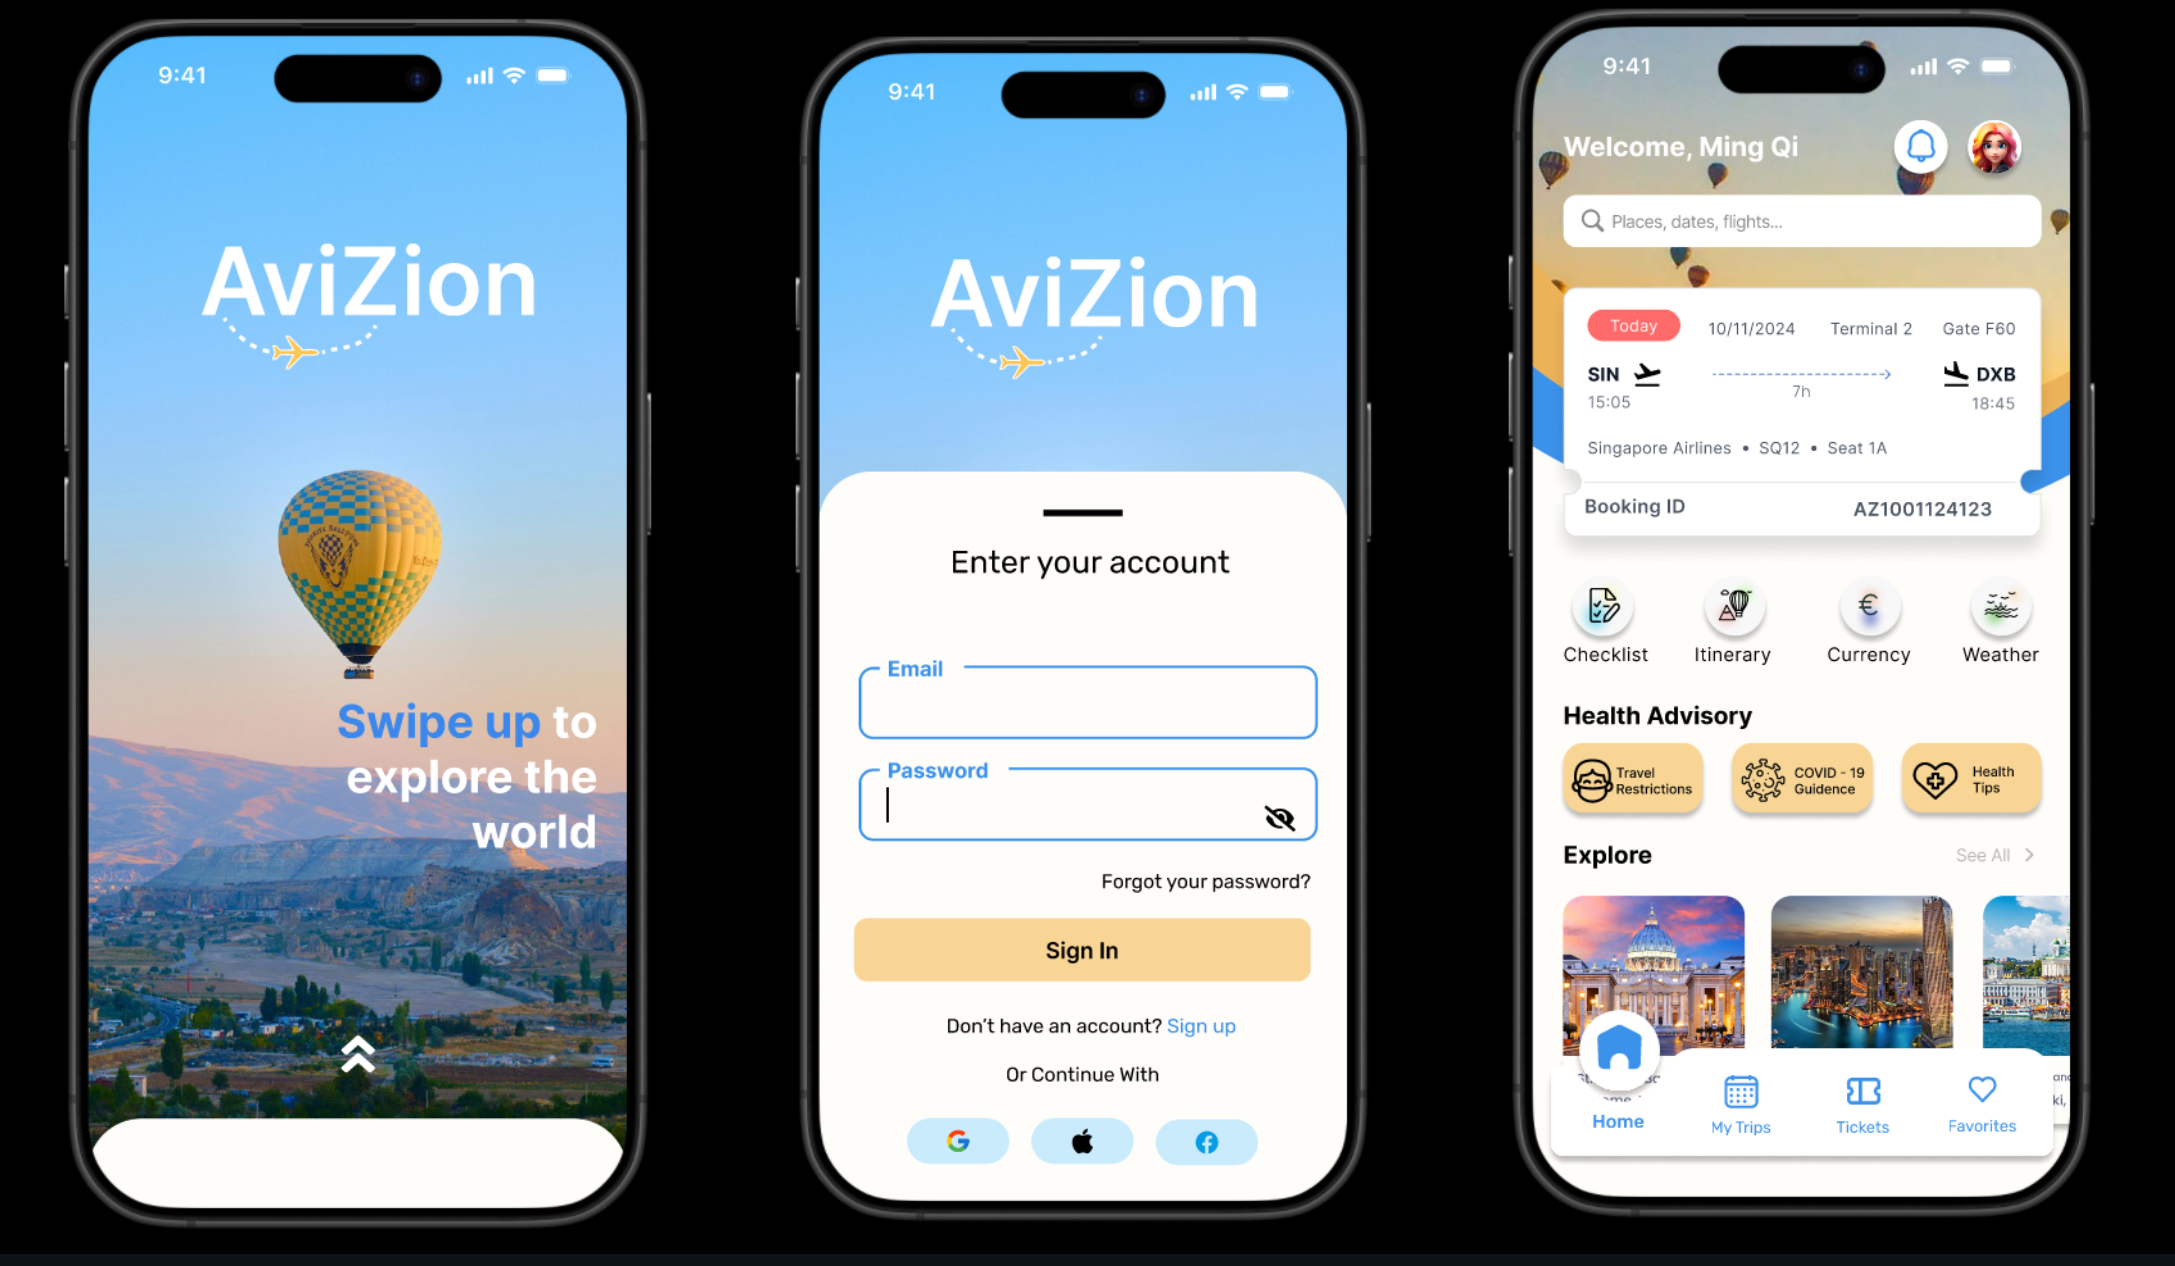 9:41
AviZion
Swipe up to
explore the
world
9:41
AviZion
Enter your account
Email
Password
Forgot your password?
Sign In
Don't have an account? Sign up
Or Continue With
9:41
Welcome, Ming Qi
Places, dates, flights...
Today 10/11/2024 Terminal 2 Gate F60
SIN DXB
7h
15:05 18:45
Singapore Airlines • SQ12 • Seat 1A
Booking ID AZ1001124123
Checklist Itinerary Currency Weather
Health Advisory
Travel
Restrictions
COVID - 19
Guidence
Health
Tips
Explore See All
Home My Trips Tickets Favorites